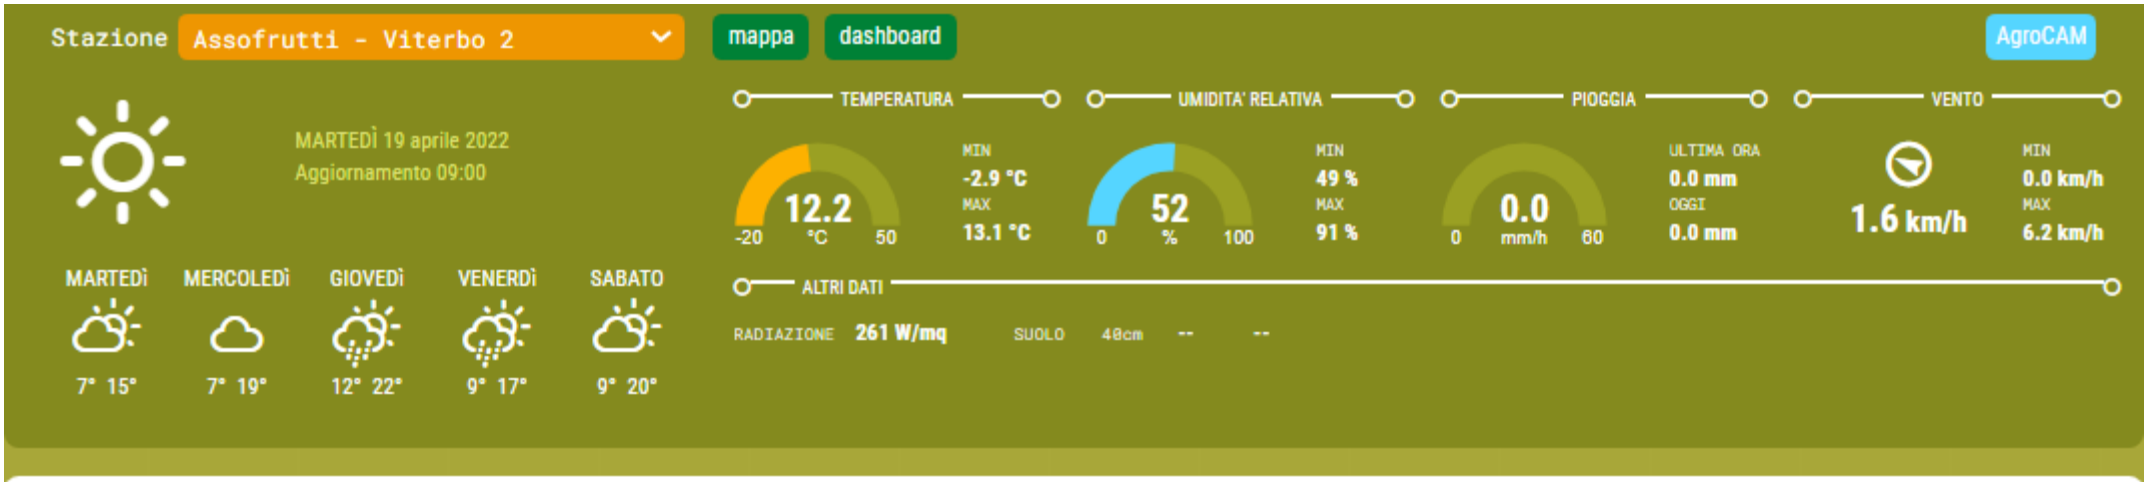 Stazione Assofrutti - Viterbo 2 mappa dashboard AgroCAM
MARTEDÌ 19 aprile 2022
Aggiornamento 09:00
MARTEDì MERCOLEDì GIOVEDì VENERDì SABATO
7° 15° 7° 19° 12° 22° 9° 17° 9° 20°
TEMPERATURA
12.2
-20 °C 50
MIN
-2.9 °C
MAX
13.1 °C
UMIDITA' RELATIVA
52
0 % 100
MIN
49 %
MAX
91 %
PIOGGIA
0.0
0 mm/h 60
ULTIMA ORA
0.0 mm
OGGI
0.0 mm
VENTO
1.6 km/h
MIN
0.0 km/h
MAX
6.2 km/h
ALTRI DATI
RADIAZIONE 261 W/mq SUOLO 40cm -- --